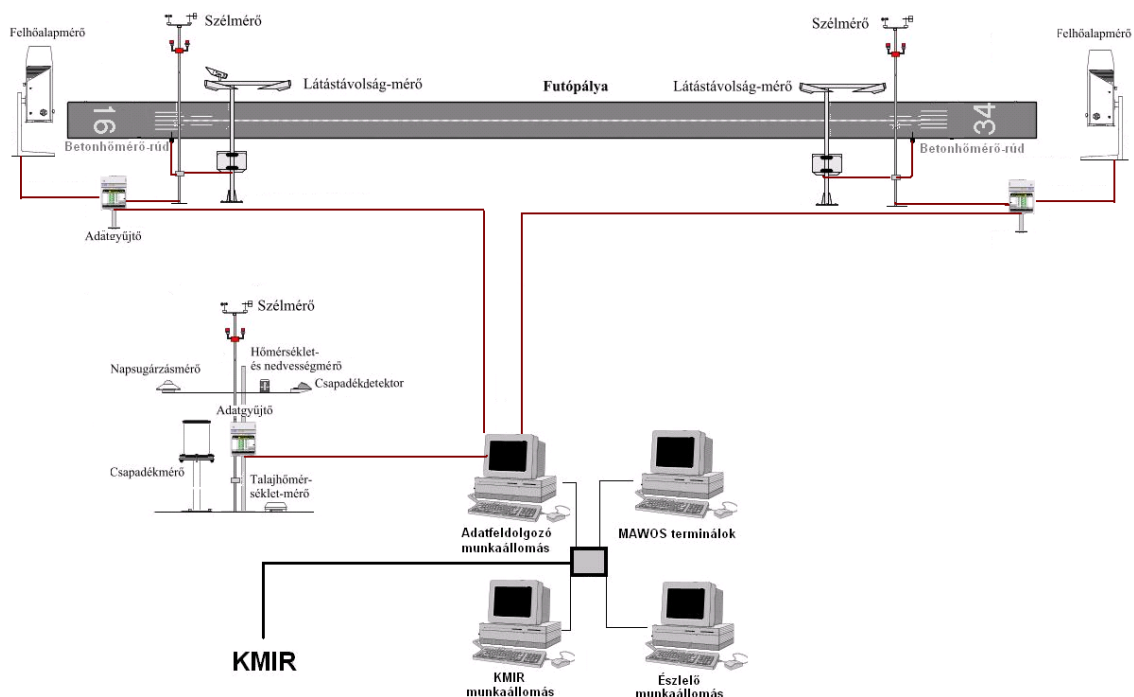 Szélmérő
Szélmérő
Felhőalapmérő
Felhőalapmérő
Látástávolság-mérő
Futópálya
Látástávolság-mérő
16
34
Betonhőmérő-rúd
Betonhőmérő-rúd
Adatgyűjtő
Szélmérő
Hőmérséklet-
és nedvességmérő
Napsugárzásmérő
Csapadékdetektor
Adatgyűjtő
Csapadékmérő
Talajhőmér-
séklet-mérő
Adatfeldolgozó
munkaállomás
MAWOS terminálok
KMIR
KMIR
munkaállomás
Észlelő
munkaállomás